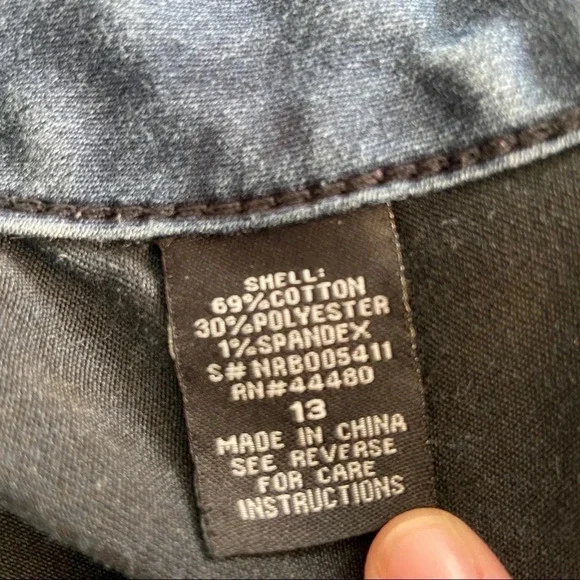 SHELL:
69%COTTON
30%POLYESTER
1%SPANDEX
S# NRB005411
RN#44480
13
MADE IN CHINA
SEE REVERSE
FOR CARE
INSTRUCTIONS